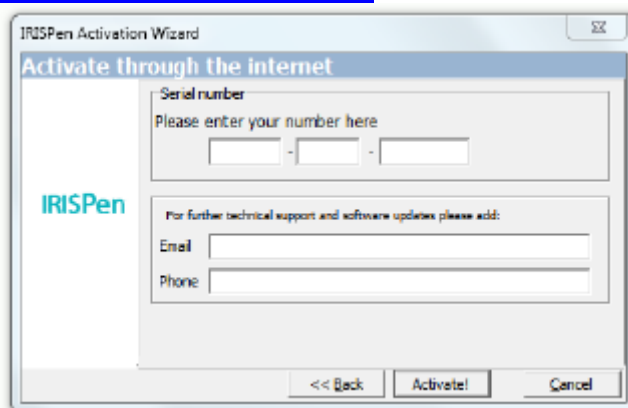 IRISPen Activation Wizard
Activate through the internet
Serial number
Please enter your number here
- -
IRISPen
For further technical support and software updates please add:
Email
Phone
<< Back Activate! Cancel